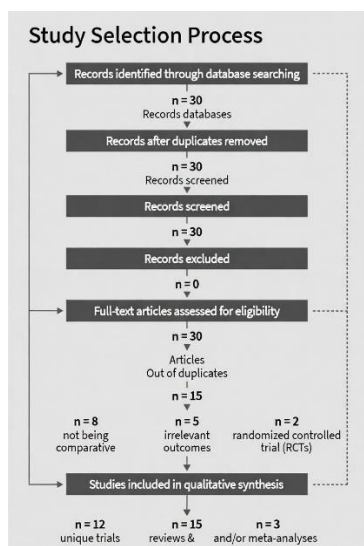 Study Selection Process
Records identified through database searching
n = 30
Records databases
Records after duplicates removed
n = 30
Records screened
Records screened
n = 30
Records excluded
n = 0
Full-text articles assessed for eligibility
n = 30
Articles
Out of duplicates
n = 15
n = 8 n = 5 n = 2
not being irrelevant randomized controlled
comparative outcomes trial (RCTs)
Studies included in qualitative synthesis
n = 12 n = 15 n = 3
unique trials reviews & and/or meta-analyses